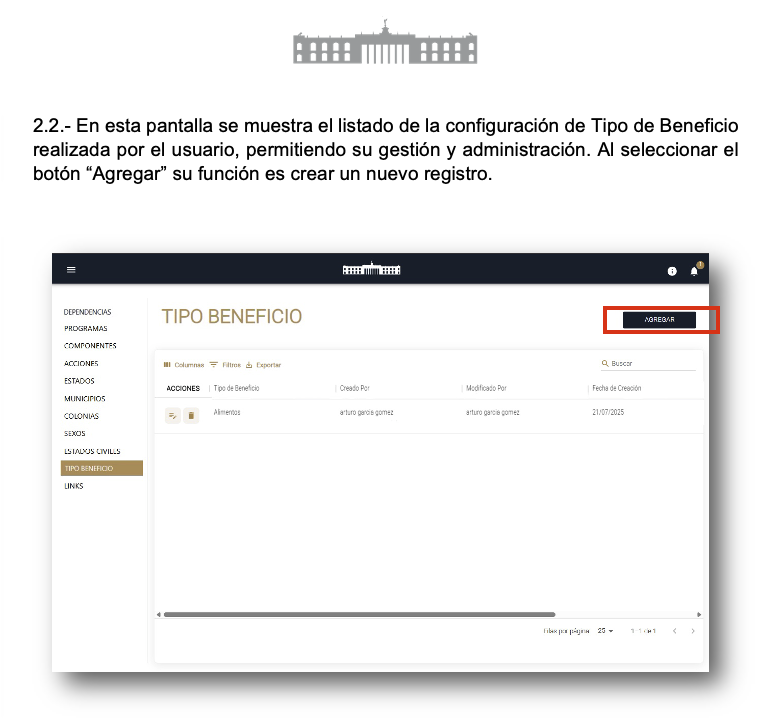 2.2.- En esta pantalla se muestra el listado de la configuración de Tipo de Beneficio
realizada por el usuario, permitiendo su gestión y administración. Al seleccionar el
botón “Agregar” su función es crear un nuevo registro.
1
DEPENDENCIAS
PROGRAMAS
COMPONENTES
ACCIONES
ESTADOS
MUNICIPIOS
COLONIAS
SEXOS
ESTADOS CIVILES
TIPO BENEFICIO
LINKS
TIPO BENEFICIO
AGREGAR
Columnas Filtros Exportar
Buscar
ACCIONES Tipo de Beneficio Creado Por Modificado Por Fecha de Creación
Alimentos arturo garcia gomez arturo garcia gomez 21/07/2025
Filas por página 25 1–1 de 1